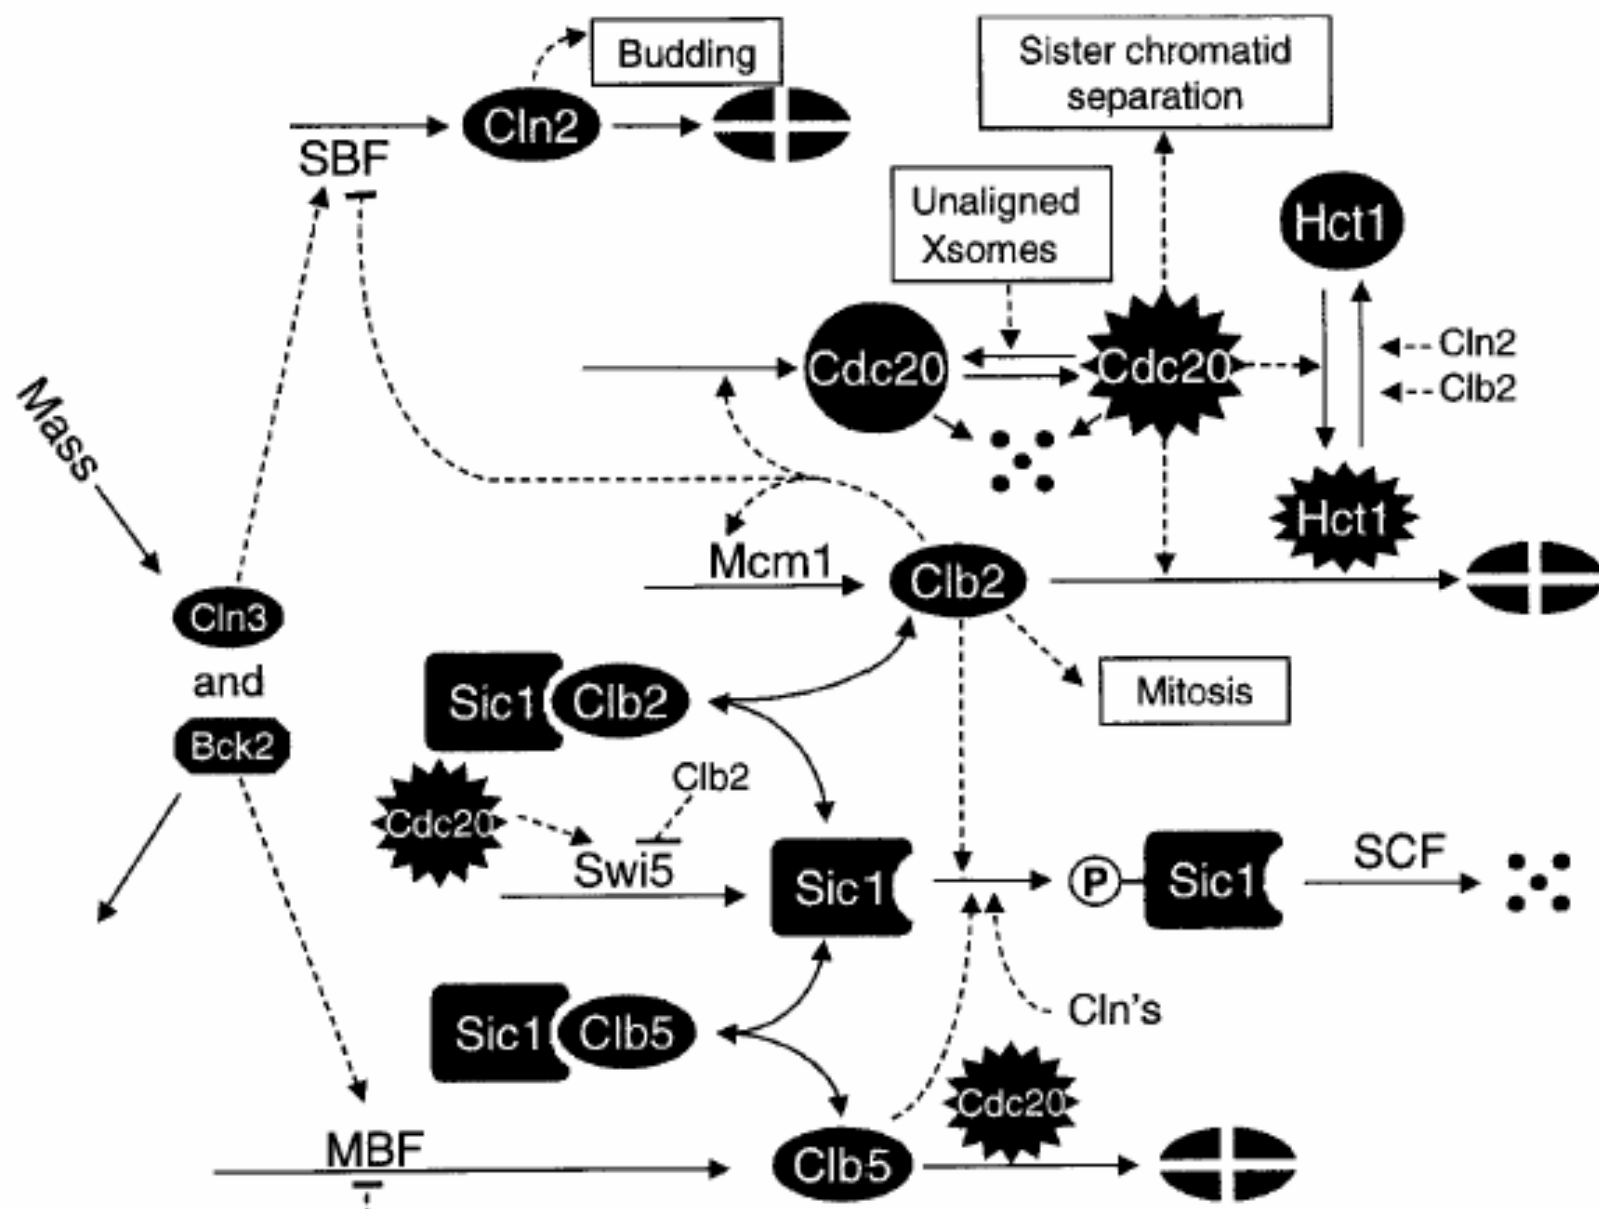 Budding
Sister chromatid
separation
Cln2
SBF
Unaligned
Xsomes
Hct1
Cdc20
Cdc20
Cln2
Clb2
Mass
Hct1
Mcm1
Clb2
Cln3
and
Bck2
Sic1
Clb2
Mitosis
Clb2
Cdc20
Swi5
Sic1
P
Sic1
SCF
Sic1
Clb5
Cln's
Cdc20
MBF
Clb5